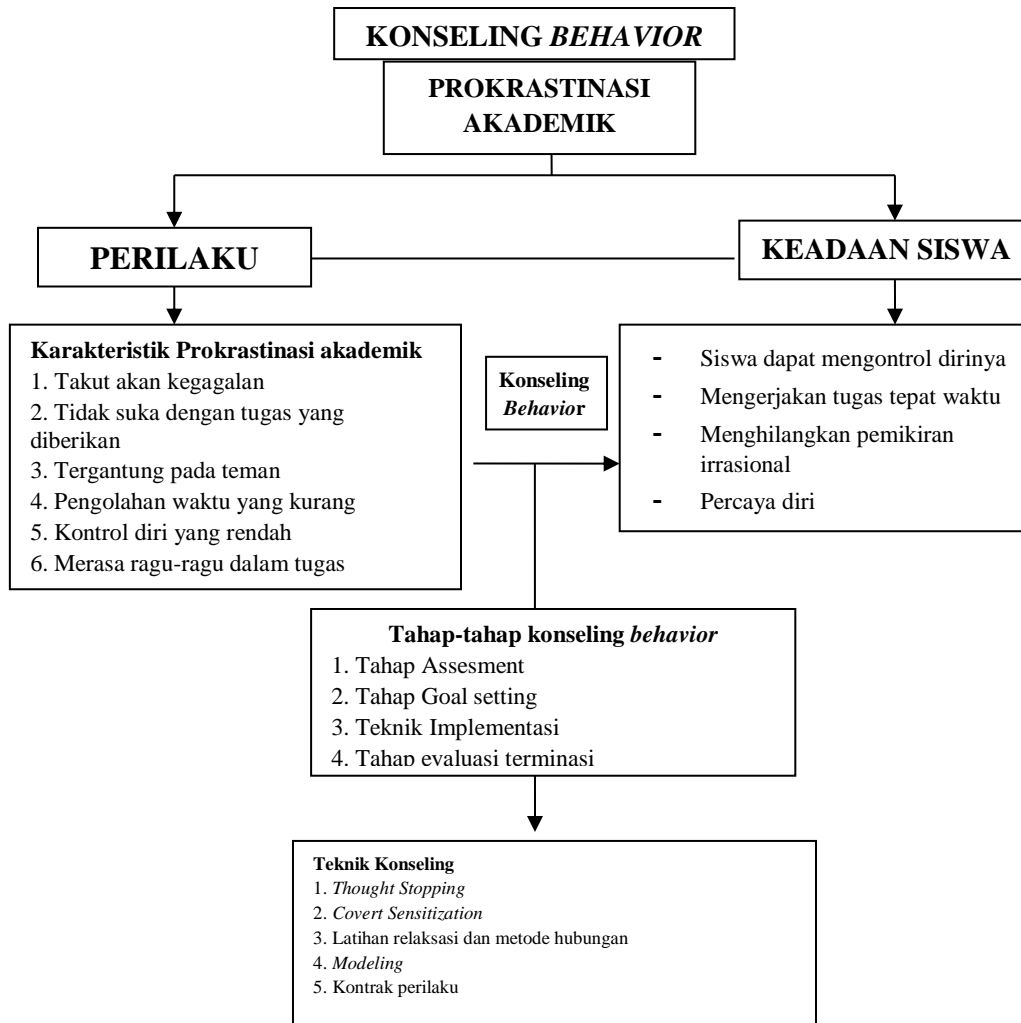 KONSELING BEHAVIOR
PROKRASTINASI
AKADEMIK
PERILAKU
KEADAAN SISWA
Karakteristik Prokrastinasi akademik
1. Takut akan kegagalan
2. Tidak suka dengan tugas yang
diberikan
3. Tergantung pada teman
4. Pengolahan waktu yang kurang
5. Kontrol diri yang rendah
6. Merasa ragu-ragu dalam tugas
Konseling
Behavior
- Siswa dapat mengontrol dirinya
- Mengerjakan tugas tepat waktu
- Menghilangkan pemikiran
irrasional
- Percaya diri
Tahap-tahap konseling behavior
1. Tahap Assesment
2. Tahap Goal setting
3. Teknik Implementasi
4. Tahap evaluasi terminasi
Teknik Konseling
1. Thought Stopping
2. Covert Sensitization
3. Latihan relaksasi dan metode hubungan
4. Modeling
5. Kontrak perilaku